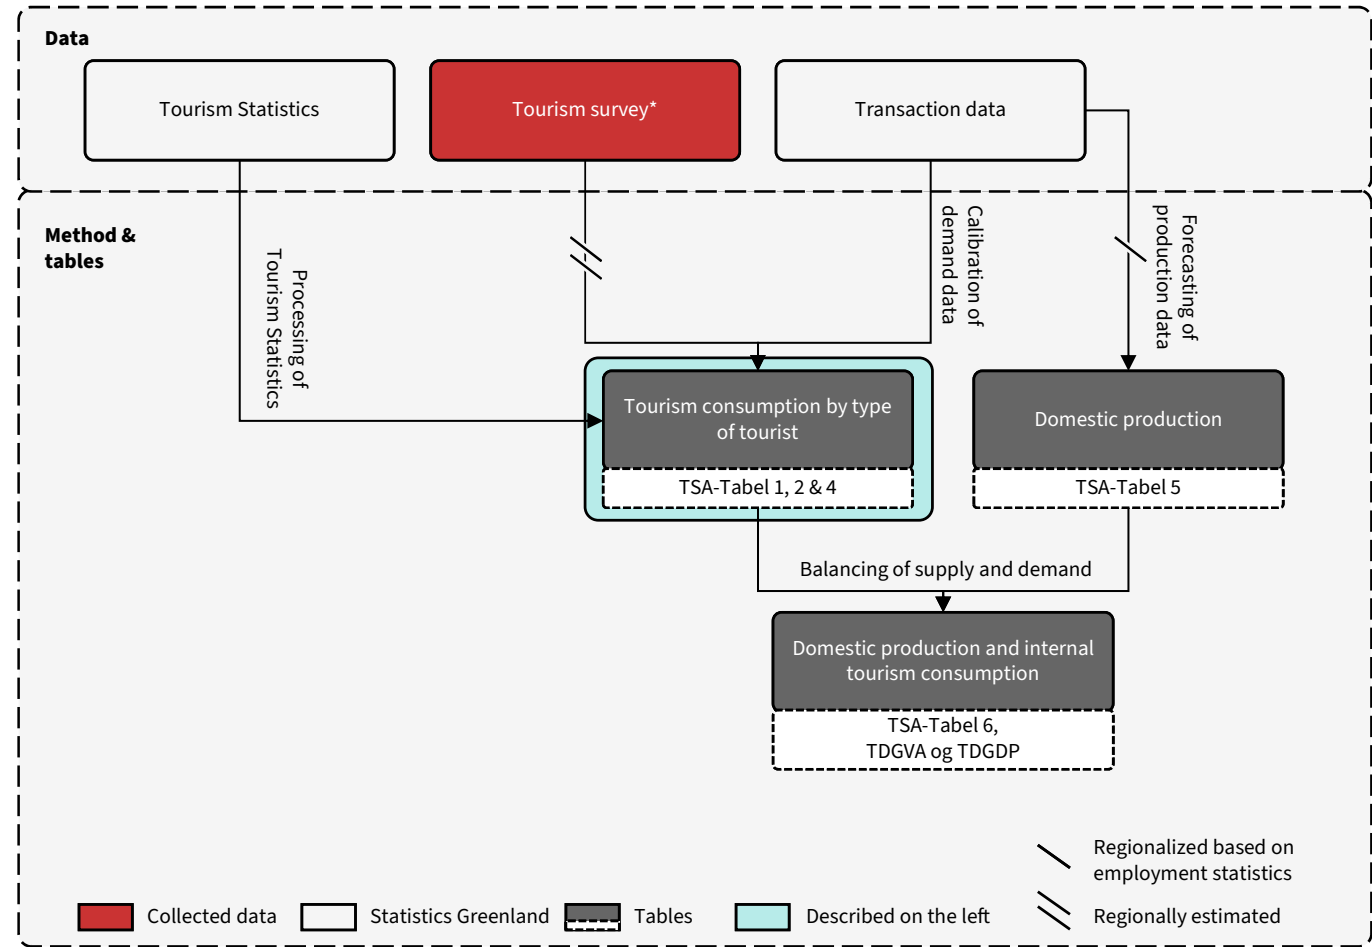 Data
Tourism Statistics
Tourism survey*
Transaction data
Method &
tables
Processing of
Tourism Statistics
Calibration of
demand data
Forecasting of
production data
Tourism consumption by type
of tourist
TSA-Tabel 1, 2 & 4
Domestic production
TSA-Tabel 5
Balancing of supply and demand
Domestic production and internal
tourism consumption
TSA-Tabel 6,
TDGVA og TDGDP
Regionalized based on
employment statistics
Collected data
Statistics Greenland
Tables
Described on the left
Regionally estimated